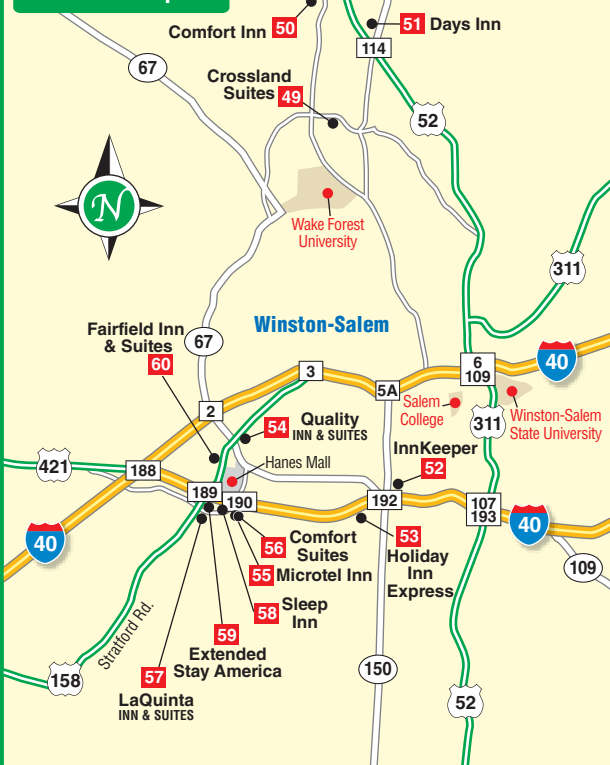 Comfort Inn 50
51 Days Inn
114
67
Crossland
Suites 49
52
N
Wake Forest
University
311
Winston-Salem
Fairfield Inn
& Suites
60
67
3
6
109
40
5A
2
Salem
College
Winston-Salem
State University
311
54 Quality
INN & SUITES
InnKeeper
52
Hanes Mall
421
188
189
190
192
107
193
40
40
56 Comfort
Suites
53
Holiday
Inn
Express
55 Microtel Inn
109
58 Sleep
Inn
Stratford Rd.
59
Extended
Stay America
57
LaQuinta
INN & SUITES
158
150
52